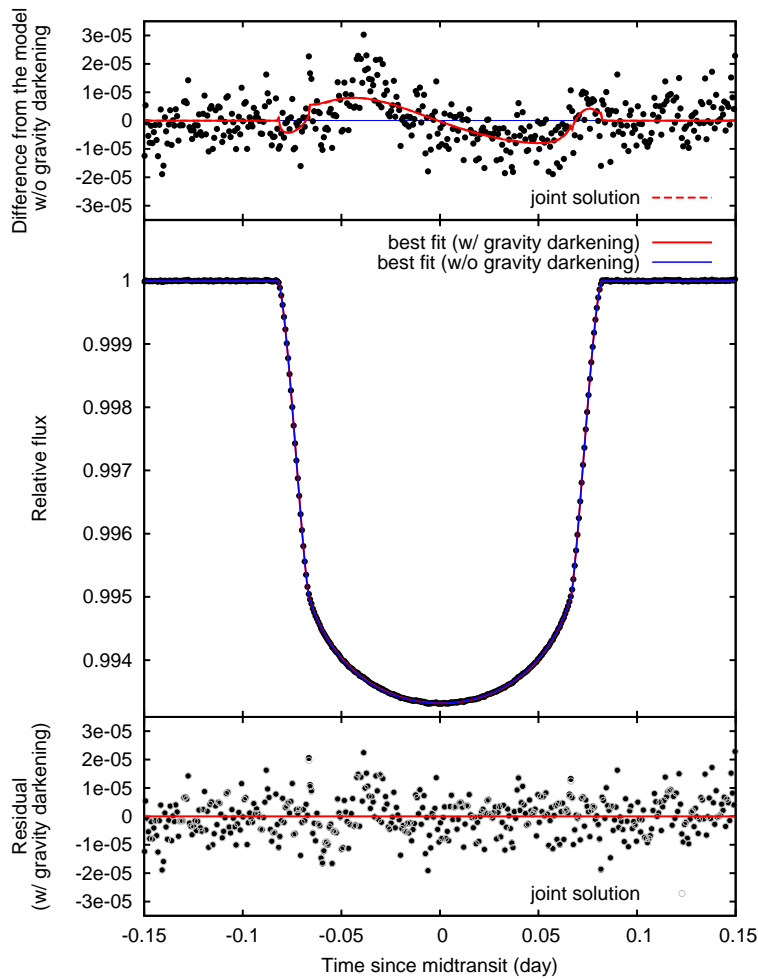 Difference from the model
w/o gravity darkening
3e-05
2e-05
1e-05
0
-1e-05
-2e-05
-3e-05
joint solution
Relative flux
best fit (w/ gravity darkening)
best fit (w/o gravity darkening)
1
0.999
0.998
0.997
0.996
0.995
0.994
Residual
(w/ gravity darkening)
3e-05
2e-05
1e-05
0
-1e-05
-2e-05
-3e-05
joint solution
-0.15 -0.1 -0.05 0 0.05 0.1 0.15
Time since midtransit (day)